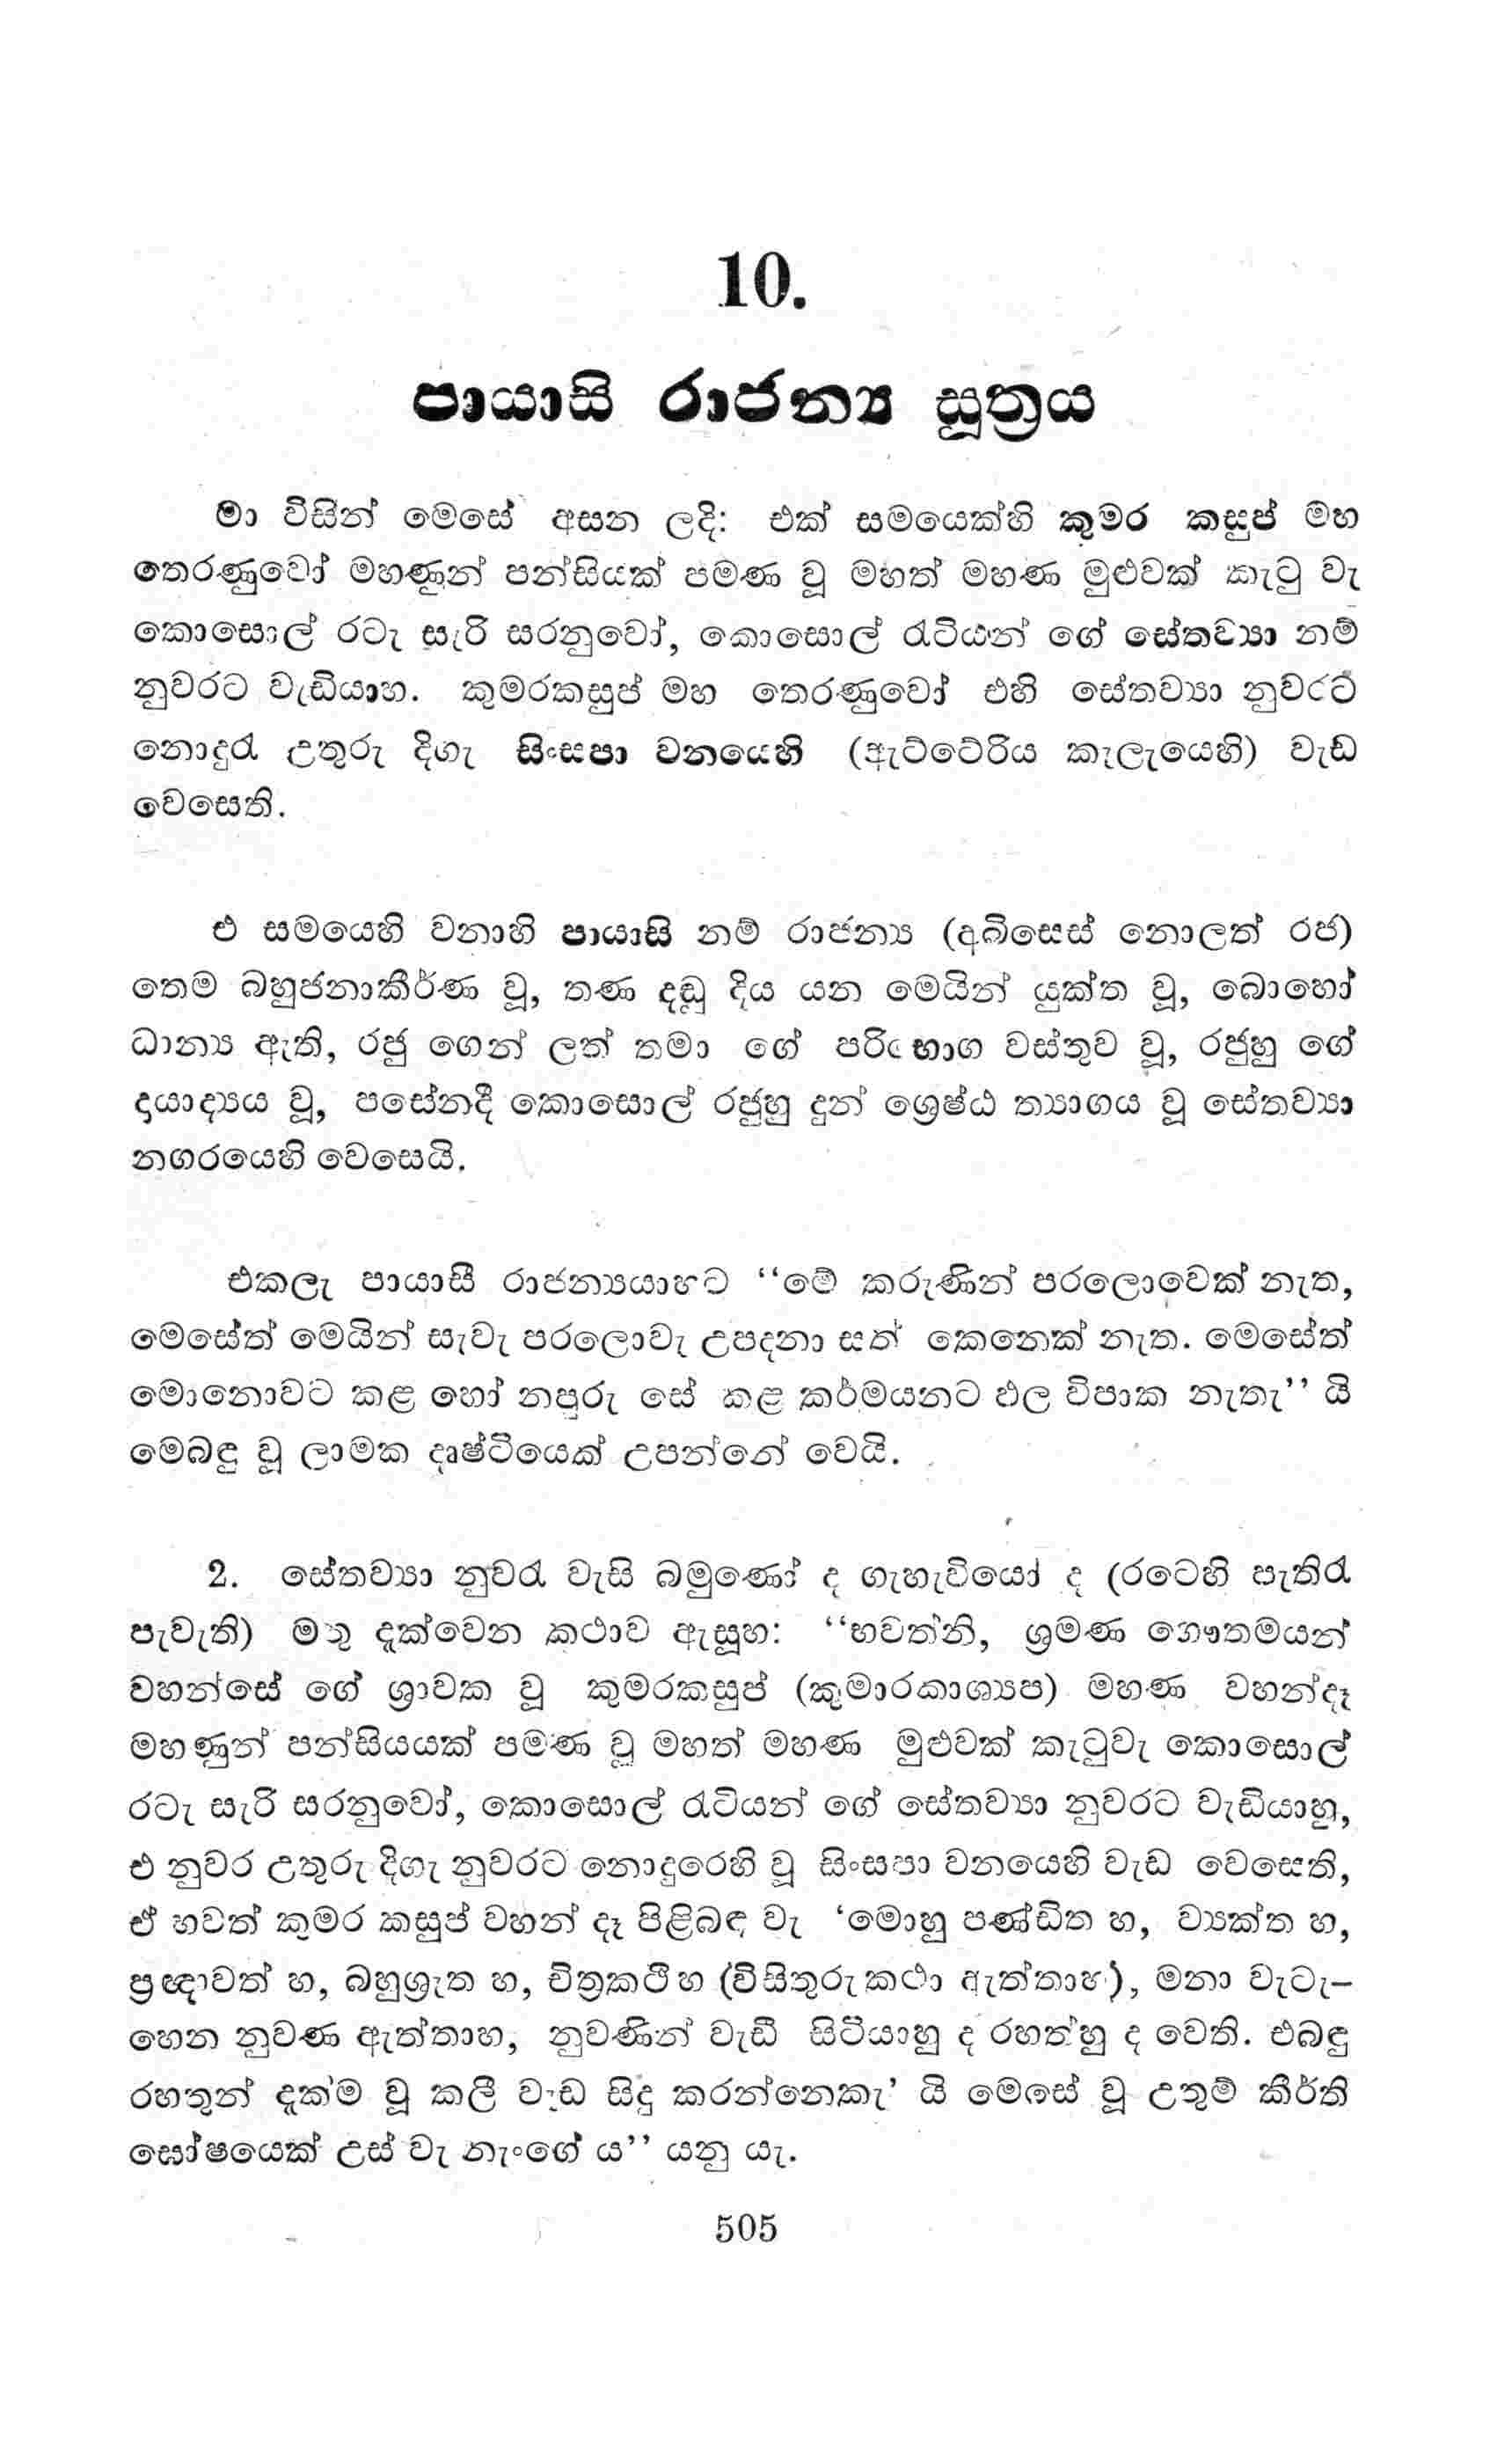 10.
පායාසි රාජන්‍ය සූත්‍රය
මා විසින් මෙසේ අසන ලදි: එක් සමයෙක්හි කුමර කසුප් මහ
තෙරණුවෝ මහණුන් පන්සියක් පමණ වූ මහත් මහණ මුළුවක් කැටු වැ
කොසොල් රටැ සැරි සරනුවෝ, කොසොල් රැටියන් ගේ සේතව්‍යා නම්
නුවරට වැඩියාහ. කුමරකසුප් මහ තෙරණුවෝ එහි සේතව්‍යා නුවරට
නොදුරු උතුරු දිගැ සිංසපා වනයෙහි (ඇට්ටේරිය කැලැයෙහි) වැඩ
වෙසෙති.
එ සමයෙහි වනාහි පායාසි නම් රාජන්‍ය (අබිසෙස් නොලත් රජ)
තෙම බහුජනාකීර්ණ වූ, තණ දඬු දිය යන මෙයින් යුක්ත වූ, බොහෝ
ධාන්‍ය ඇති, රජු ගෙන් ලත් තමා ගේ පරිභොග වස්තුව වූ, රජුහු ගේ
දායාද්‍යය වූ, පසේනදී කොසොල් රජුහු දුන් ශ්‍රෙෂ්ඨ ත්‍යාගය වූ සේතව්‍යා
නගරයෙහි වෙසෙයි.
එකලැ පායාසී රාජන්‍යයාහට “මේ කරුණින් පරලොවෙක් නැත,
මෙසේත් මෙයින් සැවැ පරලොවැ උපදනා සත් කෙනෙක් නැත. මෙසේත්
මොනොවට කළ හෝ නපුරු සේ කළ කර්මයනට ඵල විපාක නැතැ” යි
මෙබඳු වූ ලාමක දෘෂ්ටියෙක් උපන්නේ වෙයි.
2. සේතව්‍යා නුවරැ වැසි බමුණෝ ද ගැහැවියෝ ද (රටෙහි පැතිරැ
පැවැති) මතු දැක්වෙන කථාව ඇසූහ: “භවත්නි, ශ්‍රමණ ගෞතමයන්
වහන්සේ ගේ ශ්‍රාවක වූ කුමරකසුප් (කුමාරකාශ්‍යප) මහණ වහන්දෑ
මහණුන් පන්සියයක් පමණ වූ මහත් මහණ මුළුවක් කැටුවැ කොසොල්
රටැ සැරි සරනුවෝ, කොසොල් රැටියන් ගේ සේතව්‍යා නුවරට වැඩියාහු,
එ නුවර උතුරු දිගැ නුවරට නොදුරෙහි වූ සිංසපා වනයෙහි වැඩ වෙසෙති,
ඒ භවත් කුමර කසුප් වහන් දෑ පිළිබඳ වැ ‘මොහු පණ්ඩිත හ, ව්‍යක්ත හ,
ප්‍රඥාවත් හ, බහුශ්‍රැත හ, චිත්‍රකථී හ (විසිතුරු කථා ඇත්තාහ), මනා වැටැ–
හෙන නුවණ ඇත්තාහ, නුවණින් වැඩී සිටියාහු ද රහත්හු ද වෙති. එබඳු
රහතුන් දැක්ම වූ කලී වැඩ සිදු කරන්නෙකැ’ යි මෙසේ වූ උතුම් කීර්ති
ඝෝෂයෙක් උස් වැ නැංගේ ය” යනු යැ.
505